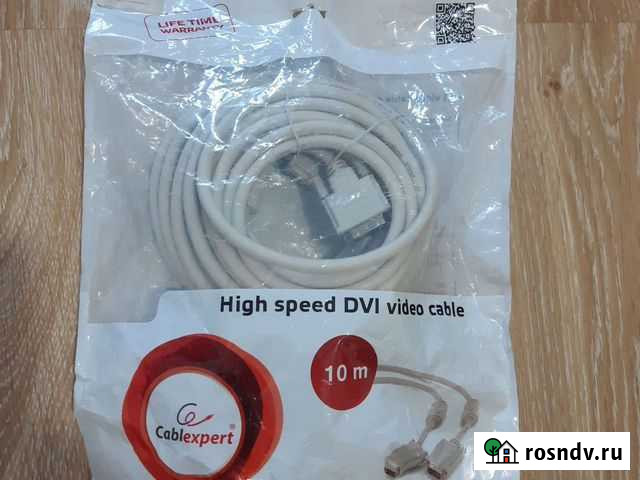 LIFE TIME
WARRANTY
High speed DVI video cable
10 m
Cablexpert®
rosndv.ru